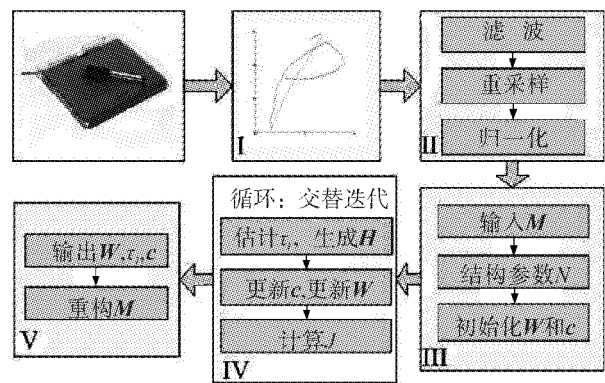 I
滤 波
重采样
归一化
II
输入M
结构参数N
初始化W和c
III
循环：交替迭代
估计τᵢ，生成H
更新c,更新W
计算J
IV
输出W,τᵢ,c
重构M
V